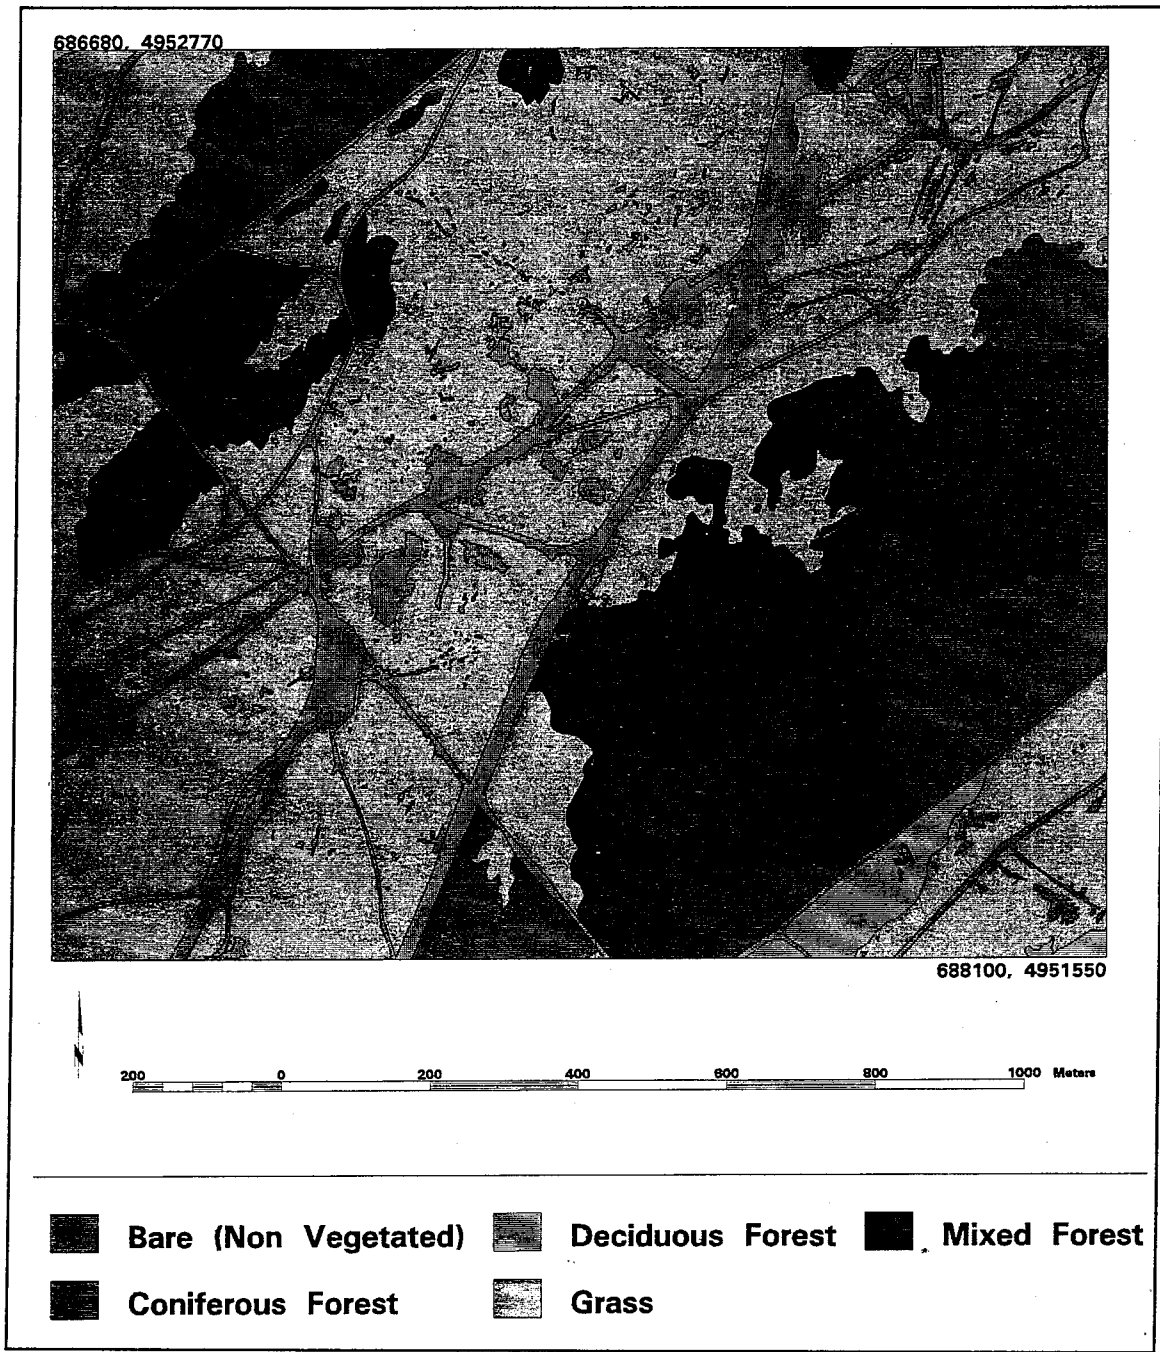 686680, 4952770
688100, 4951550
N
200 0 200 400 600 800 1000 Meters
Bare (Non Vegetated) Deciduous Forest Mixed Forest
Coniferous Forest Grass